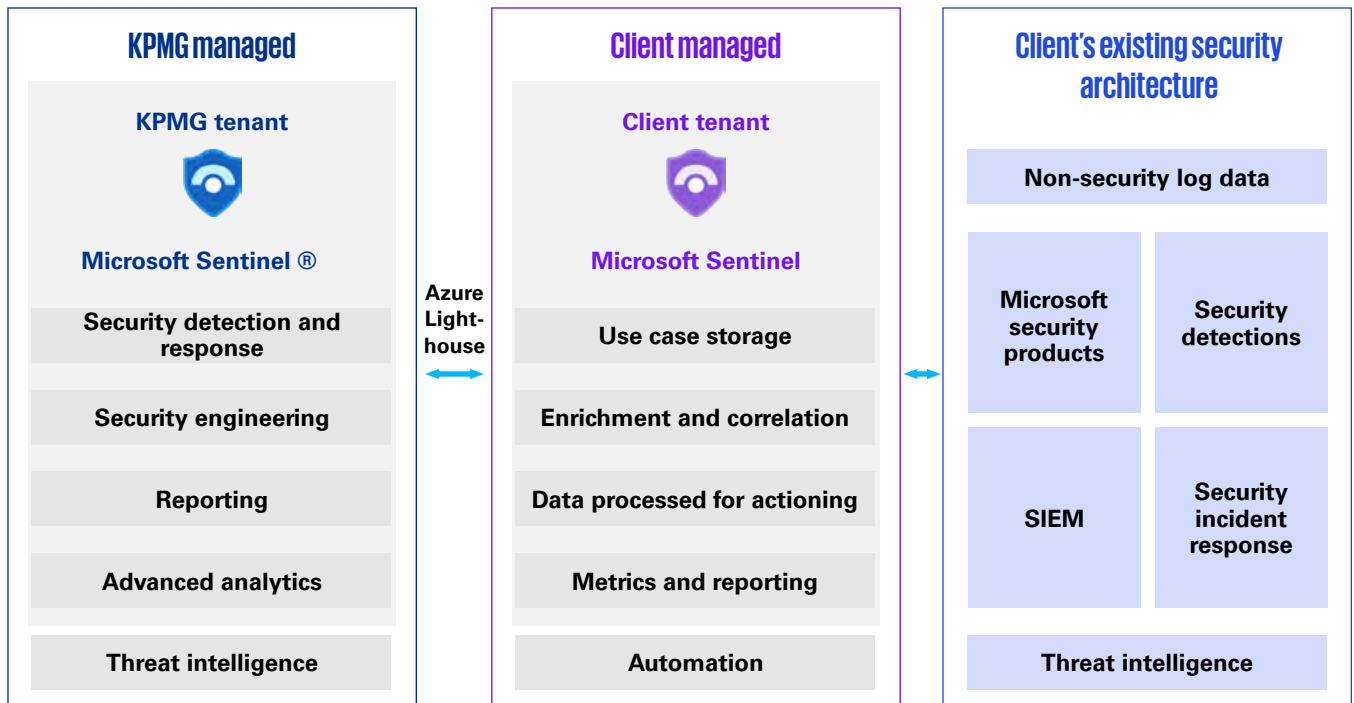 KPMG managed
KPMG tenant
Microsoft Sentinel ®
Security detection and
response
Security engineering
Reporting
Advanced analytics
Threat intelligence
Azure
Light-
house
Client managed
Client tenant
Microsoft Sentinel
Use case storage
Enrichment and correlation
Data processed for actioning
Metrics and reporting
Automation
Client's existing security
architecture
Non-security log data
Microsoft
security
products
Security
detections
SIEM
Security
incident
response
Threat intelligence